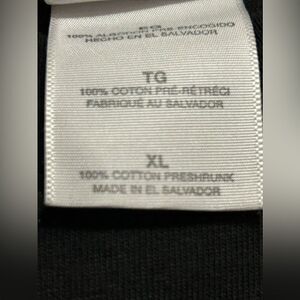 EG
100% ALGODON PRE-ENCOGIDO
HECHO EN EL SALVADOR
TG
100% COTON PRÉ-RÉTRÉCI
FABRIQUÉ AU SALVADOR
XL
100% COTTON PRESHRUNK
MADE IN EL SALVADOR